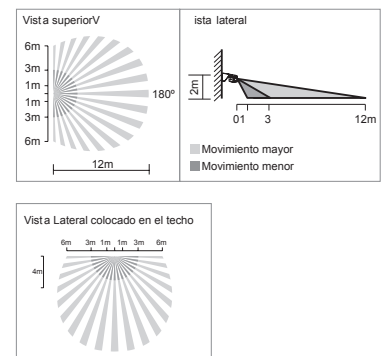 Vista superiorV
6m
3m
1m
1m
3m
6m
180º
12m
ista lateral
2m
01 3 12m
Movimiento mayor
Movimiento menor
Vista Lateral colocado en el techo
6m 3m 1m 1m 3m 6m
4m